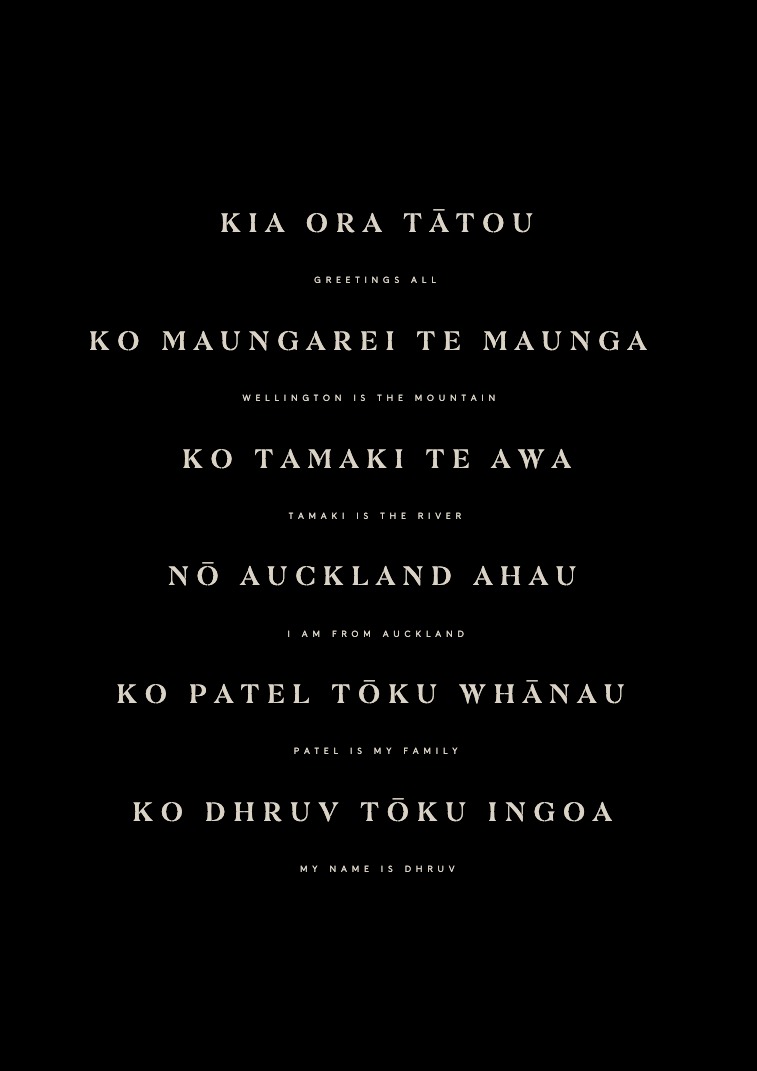 KIA ORA TĀTOU
GREETINGS ALL
KO MAUNGAREI TE MAUNGA
WELLINGTON IS THE MOUNTAIN
KO TAMAKI TE AWA
TAMAKI IS THE RIVER
NŌ AUCKLAND AHAU
I AM FROM AUCKLAND
KO PATEL TŌKU WHĀNAU
PATEL IS MY FAMILY
KO DHRUV TŌKU INGOA
MY NAME IS DHRUV